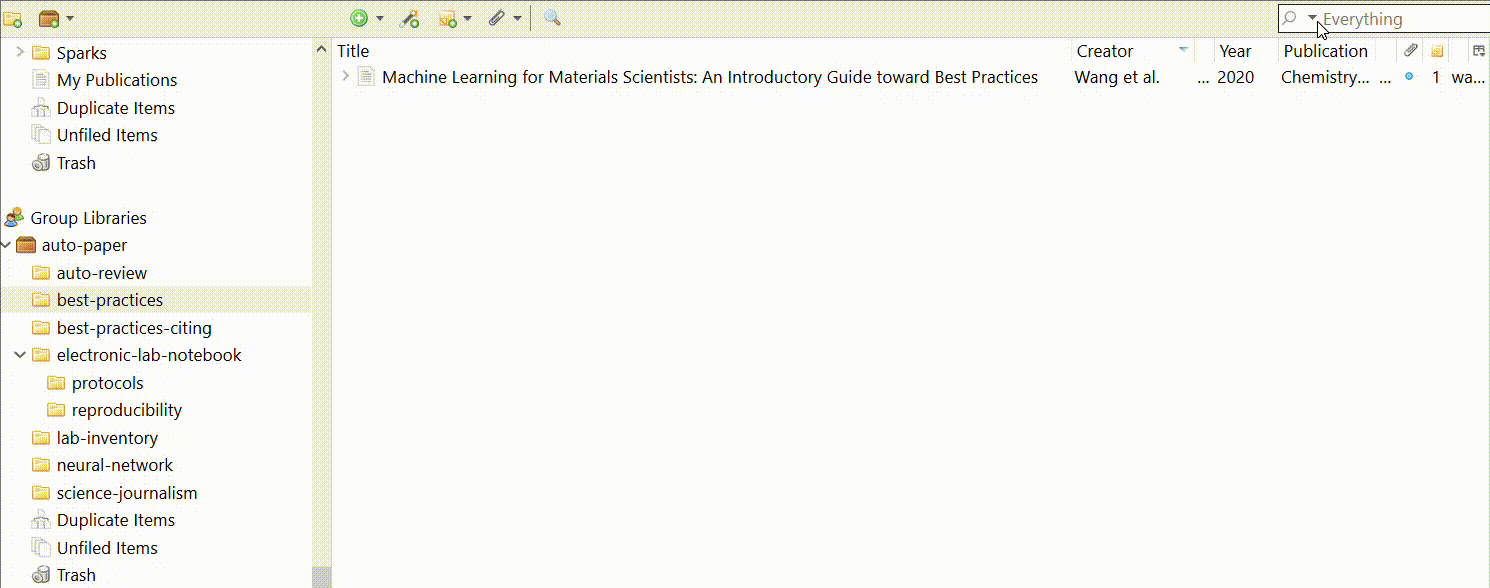 Everything
Sparks
My Publications
Duplicate Items
Unfiled Items
Trash
Group Libraries
auto-paper
auto-review
best-practices
best-practices-citing
electronic-lab-notebook
protocols
reproducibility
lab-inventory
neural-network
science-journalism
Duplicate Items
Unfiled Items
Trash
Title Creator Year Publication
Machine Learning for Materials Scientists: An Introductory Guide toward Best Practices Wang et al. ... 2020 Chemistry... ... 1 wa...